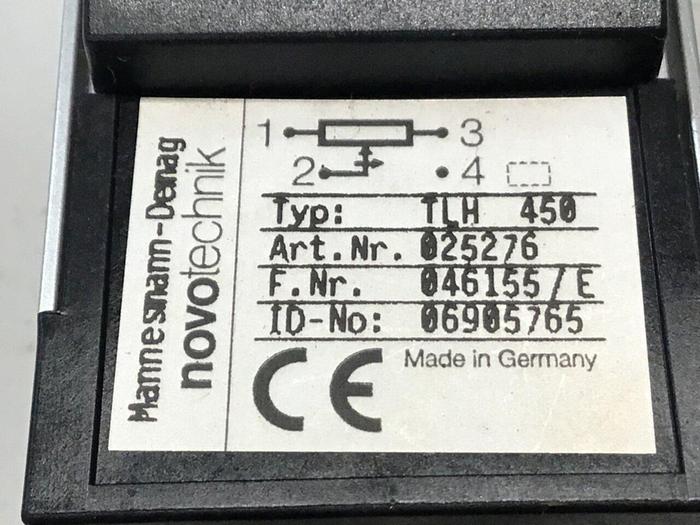 Mannesmann-Demag
novotechnik
1 3
2 4
Typ: TLH 450
Art.Nr. 025276
F.Nr. 046155/E
ID-No: 06905765
CE Made in Germany